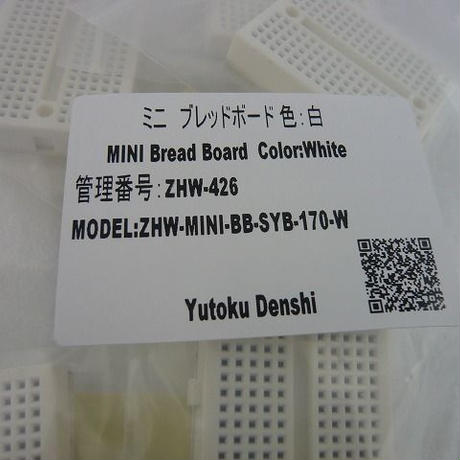 ミニ ブレッドボード 色:白
MINI Bread Board Color:White
管理番号:ZHW-426
MODEL:ZHW-MINI-BB-SYB-170-W
Yutoku Denshi